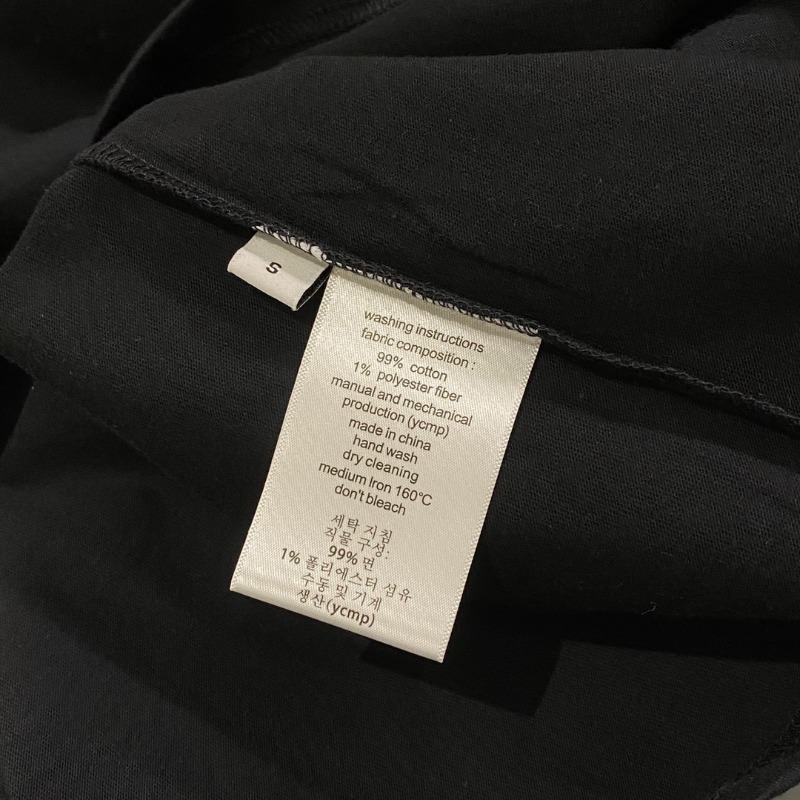 S
washing instructions
fabric composition :
99% cotton
1% polyester fiber
manual and mechanical
production (ycmp)
made in china
hand wash
dry cleaning
medium Iron 160°C
don't bleach
세탁 지침
직물 구성:
99% 면
1% 폴리에스터 섬유
수동 및 기계
생산(ycmp)